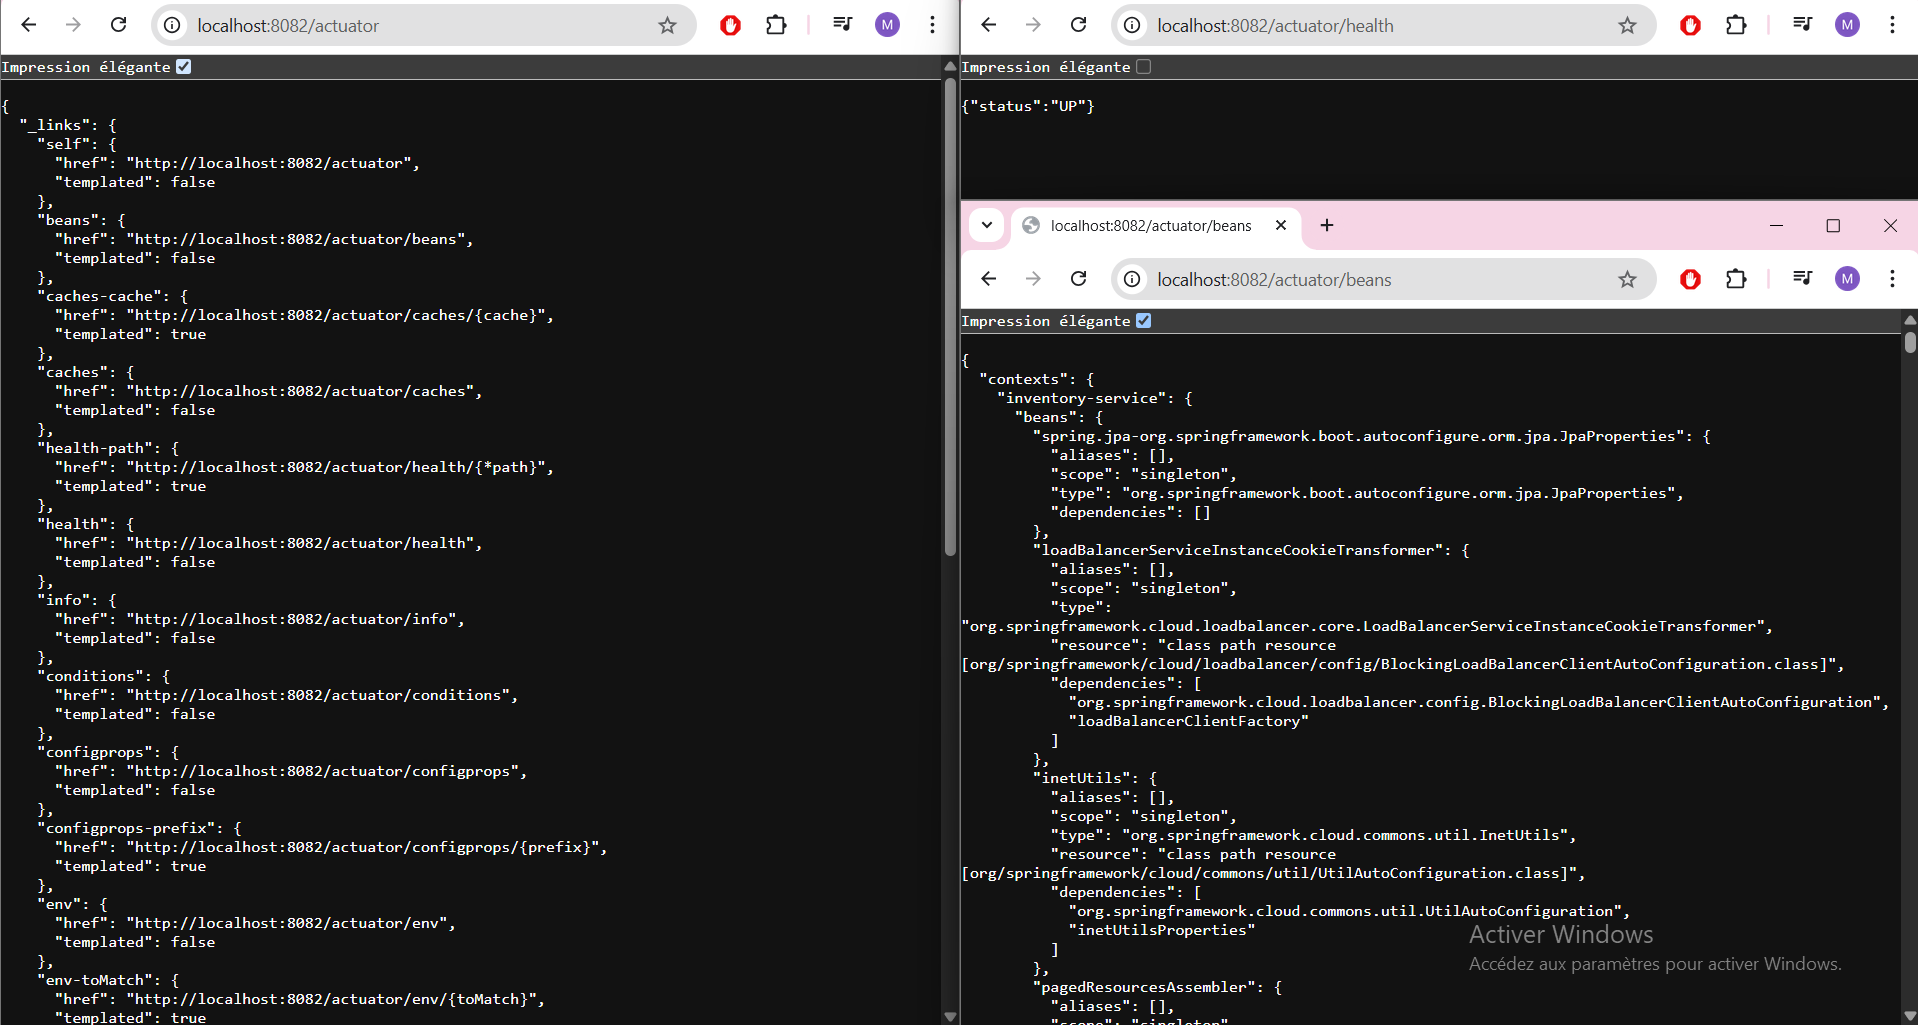 localhost:8082/actuator
M
Impression élégante
{
"_links": {
"self": {
"href": "http://localhost:8082/actuator",
"templated": false
},
"beans": {
"href": "http://localhost:8082/actuator/beans",
"templated": false
},
"caches-cache": {
"href": "http://localhost:8082/actuator/caches/{cache}",
"templated": true
},
"caches": {
"href": "http://localhost:8082/actuator/caches",
"templated": false
},
"health-path": {
"href": "http://localhost:8082/actuator/health/{*path}",
"templated": true
},
"health": {
"href": "http://localhost:8082/actuator/health",
"templated": false
},
"info": {
"href": "http://localhost:8082/actuator/info",
"templated": false
},
"conditions": {
"href": "http://localhost:8082/actuator/conditions",
"templated": false
},
"configprops": {
"href": "http://localhost:8082/actuator/configprops",
"templated": false
},
"configprops-prefix": {
"href": "http://localhost:8082/actuator/configprops/{prefix}",
"templated": true
},
"env": {
"href": "http://localhost:8082/actuator/env",
"templated": false
},
"env-toMatch": {
"href": "http://localhost:8082/actuator/env/{toMatch}",
"templated": true
localhost:8082/actuator/health
M
Impression élégante
{"status":"UP"}
localhost:8082/actuator/beans
localhost:8082/actuator/beans
M
Impression élégante
{
"contexts": {
"inventory-service": {
"beans": {
"spring.jpa-org.springframework.boot.autoconfigure.orm.jpa.JpaProperties": {
"aliases": [],
"scope": "singleton",
"type": "org.springframework.boot.autoconfigure.orm.jpa.JpaProperties",
"dependencies": []
},
"loadBalancerServiceInstanceCookieTransformer": {
"aliases": [],
"scope": "singleton",
"type":
"org.springframework.cloud.loadbalancer.core.LoadBalancerServiceInstanceCookieTransformer",
"resource": "class path resource
[org/springframework/cloud/loadbalancer/config/BlockingLoadBalancerClientAutoConfiguration.class]",
"dependencies": [
"org.springframework.cloud.loadbalancer.config.BlockingLoadBalancerClientAutoConfiguration",
"loadBalancerClientFactory"
]
},
"inetUtils": {
"aliases": [],
"scope": "singleton",
"type": "org.springframework.cloud.commons.util.InetUtils",
"resource": "class path resource
[org/springframework/cloud/commons/util/UtilAutoConfiguration.class]",
"dependencies": [
"org.springframework.cloud.commons.util.UtilAutoConfiguration",
"inetUtilsProperties"
]
},
"pagedResourcesAssembler": {
"aliases": [],
"scope": "singleton"
Activer Windows
Accédez aux paramètres pour activer Windows.